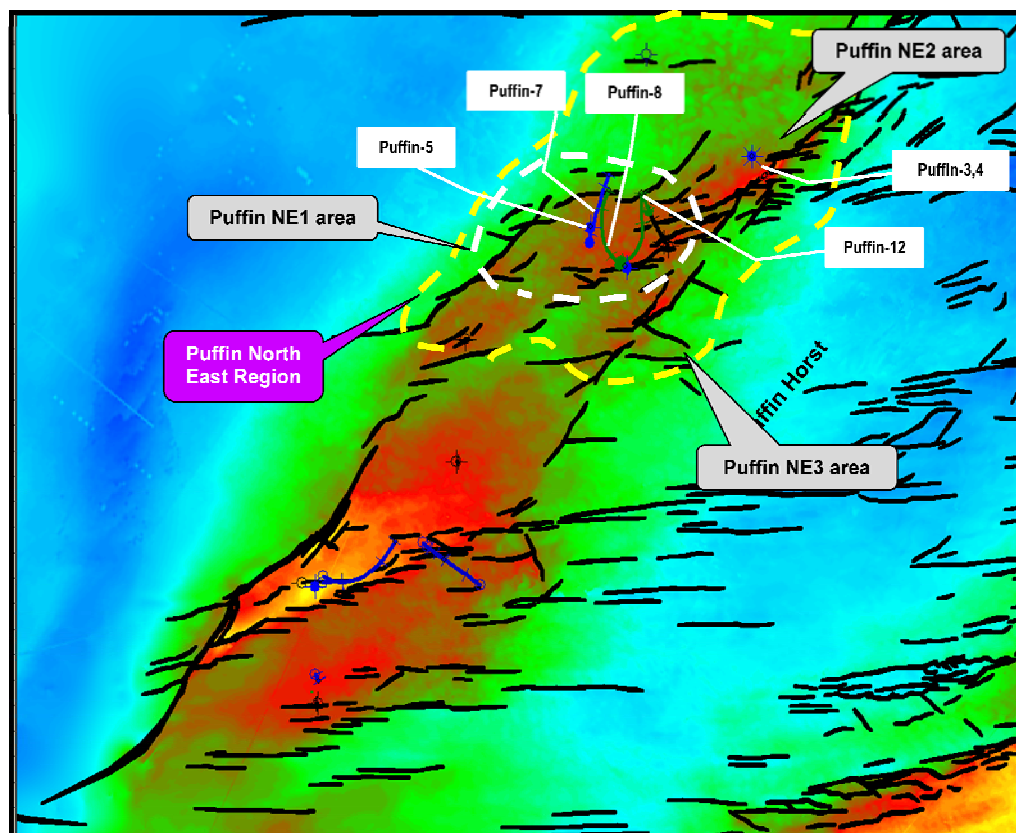 Puffin NE2 area
Puffin-7
Puffin-8
Puffin-5
Puffin-3,4
Puffin NE1 area
Puffin-12
Puffin North
East Region
ffin Horst
Puffin NE3 area